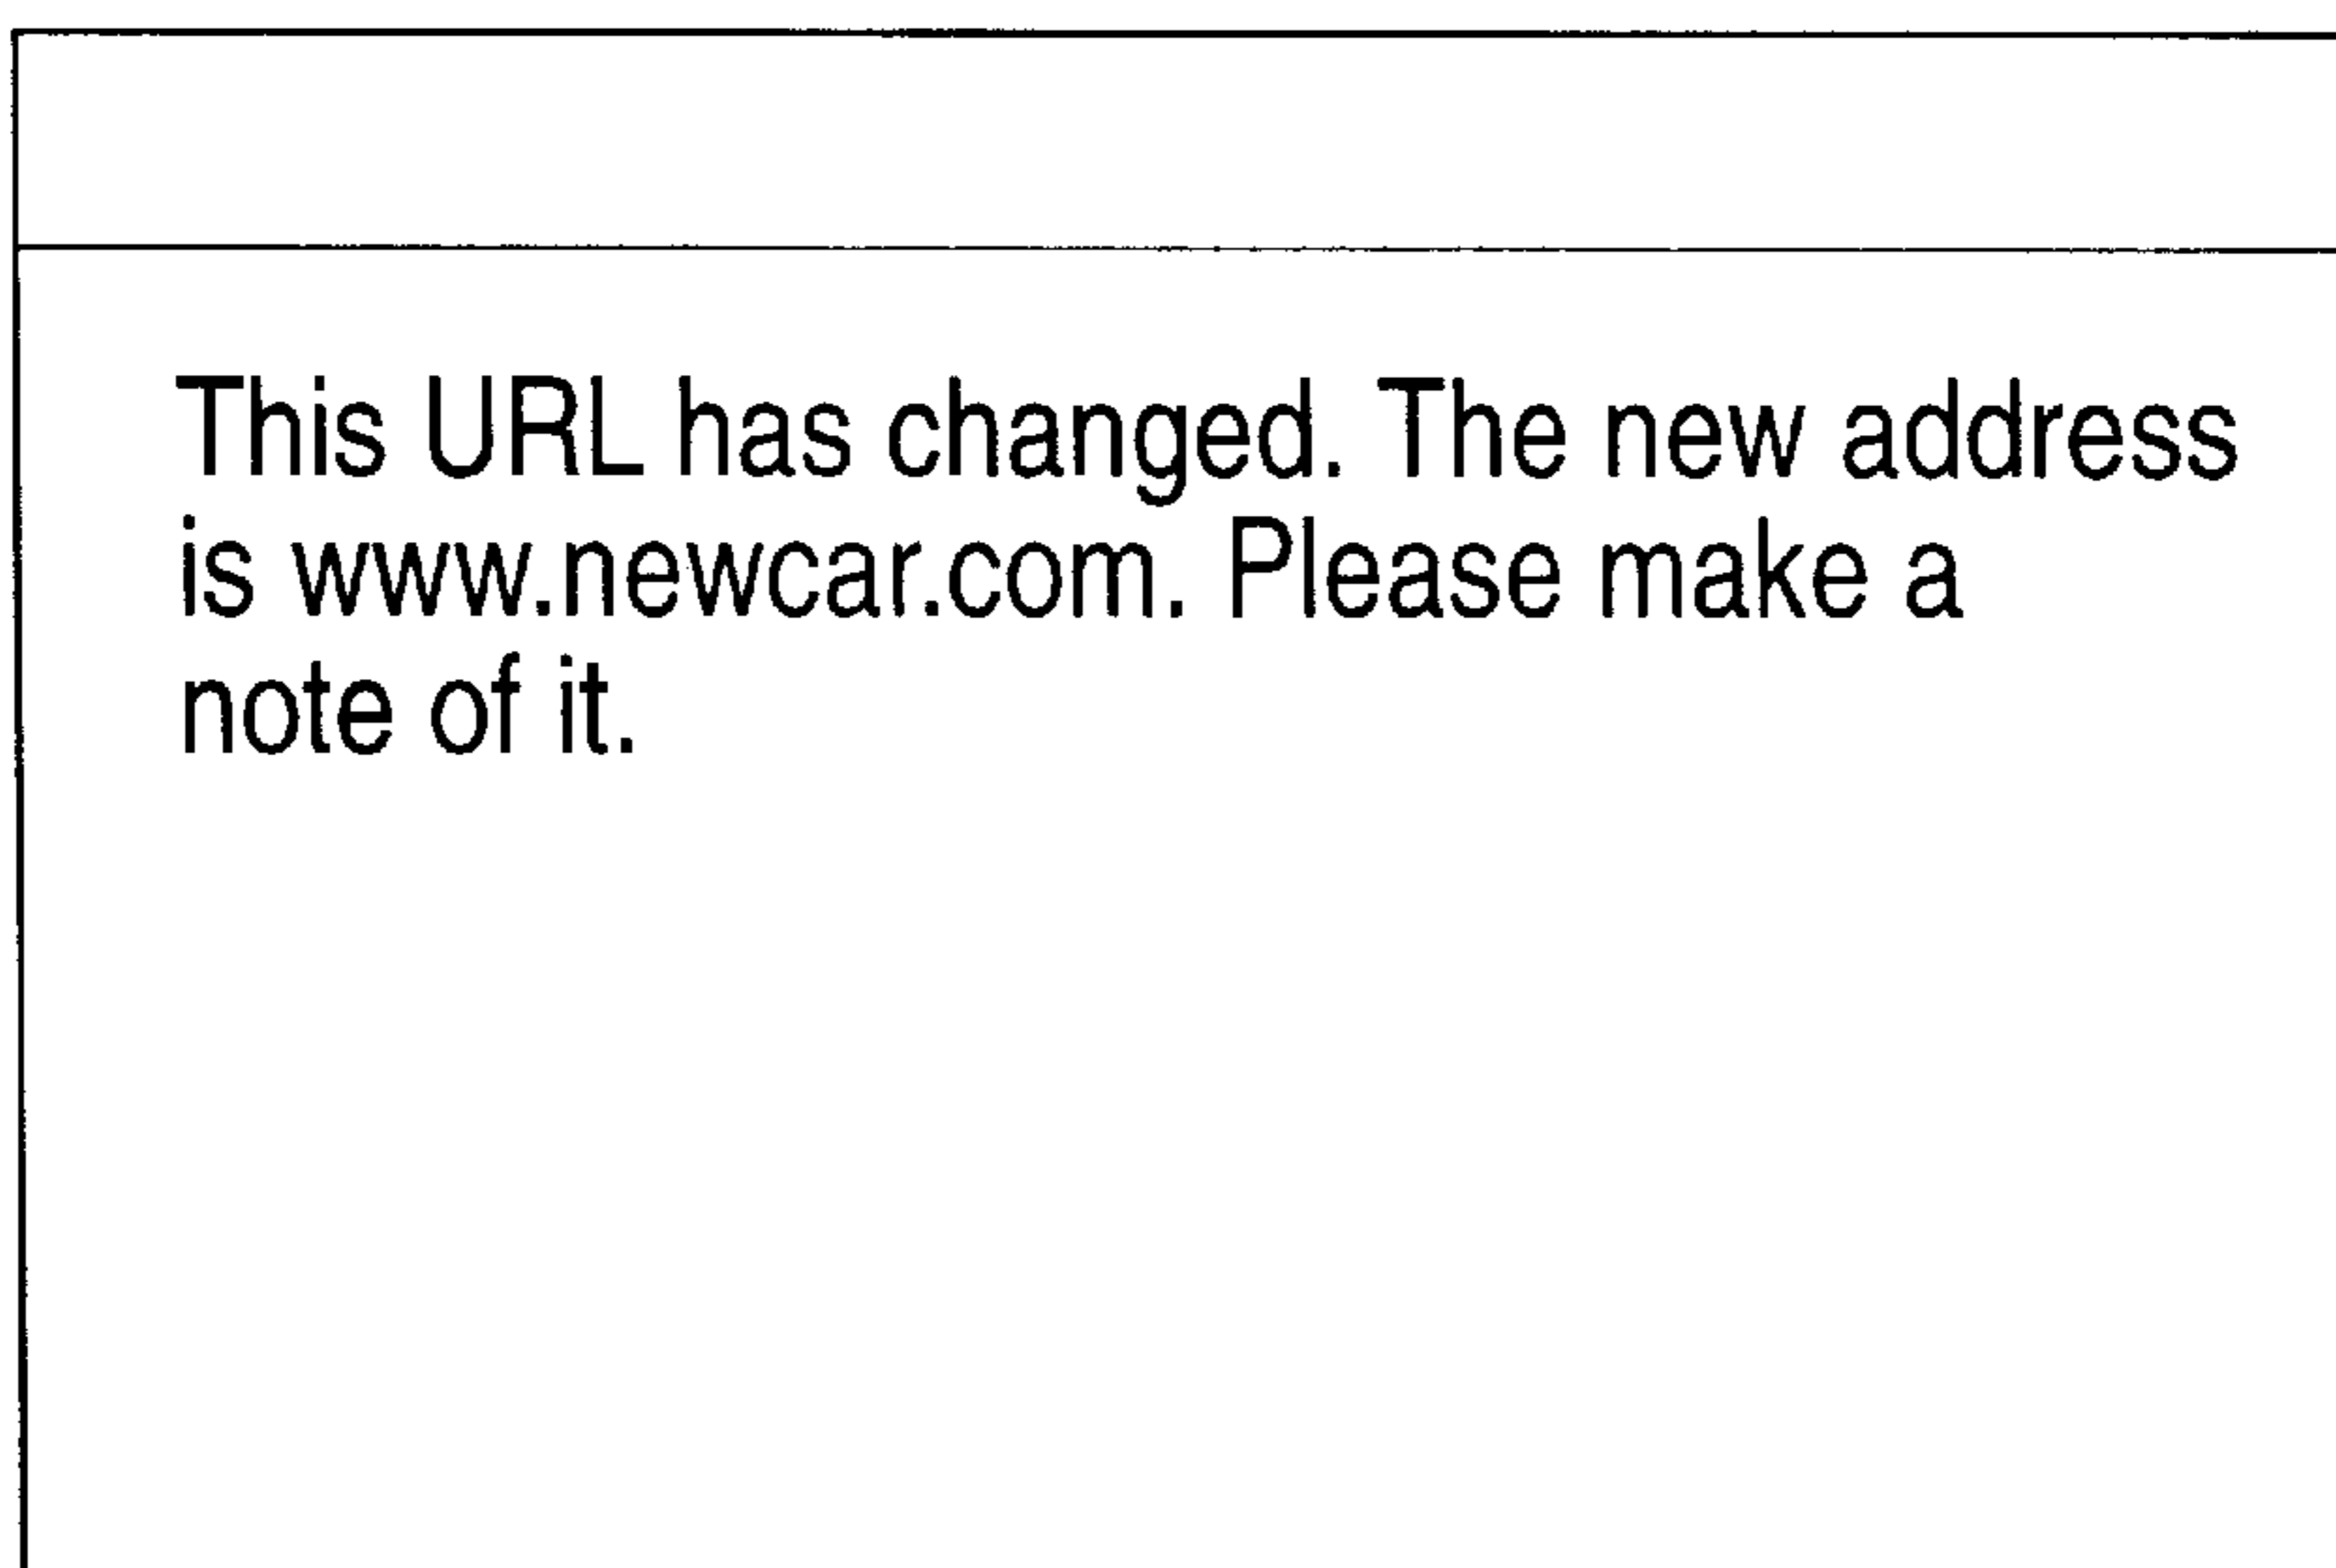 This URL has changed. The new address
is www.newcar.com. Please make a
note of it.